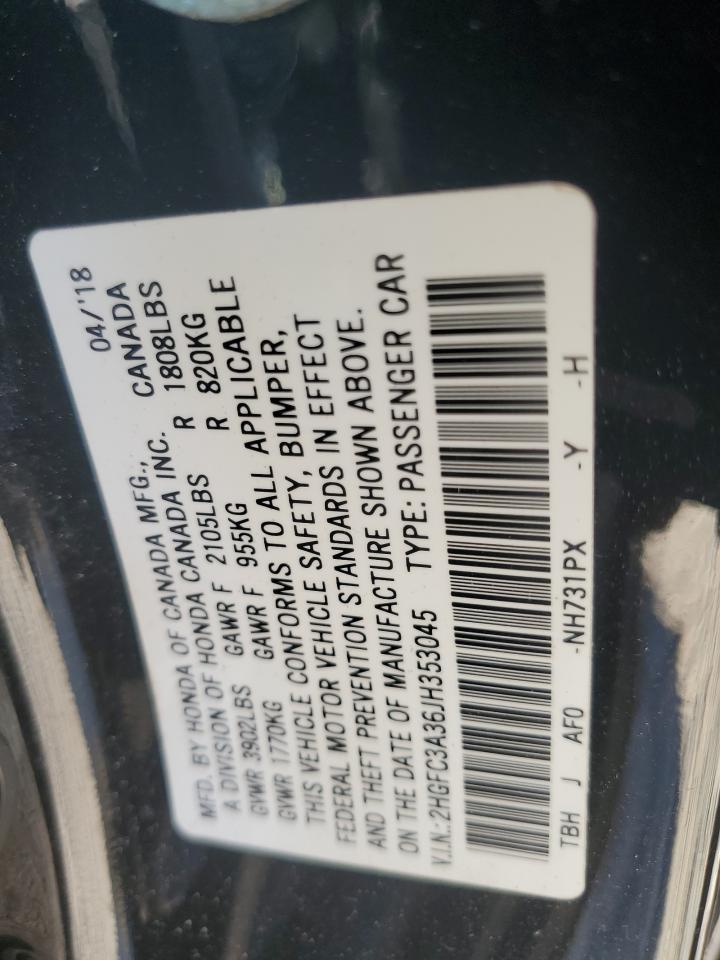 MFD. BY HONDA OF CANADA MFG., 04/'18
A DIVISION OF HONDA CANADA INC. CANADA
GVWR 3902LBS GAWR F 2105LBS R 1808LBS
GVWR 1770KG GAWR F 955KG R 820KG
THIS VEHICLE CONFORMS TO ALL APPLICABLE
FEDERAL MOTOR VEHICLE SAFETY, BUMPER,
AND THEFT PREVENTION STANDARDS IN EFFECT
ON THE DATE OF MANUFACTURE SHOWN ABOVE.
V.I.N.:2HGFC3A36JH353045 TYPE: PASSENGER CAR
TBH J AF0 -NH731PX -Y -H